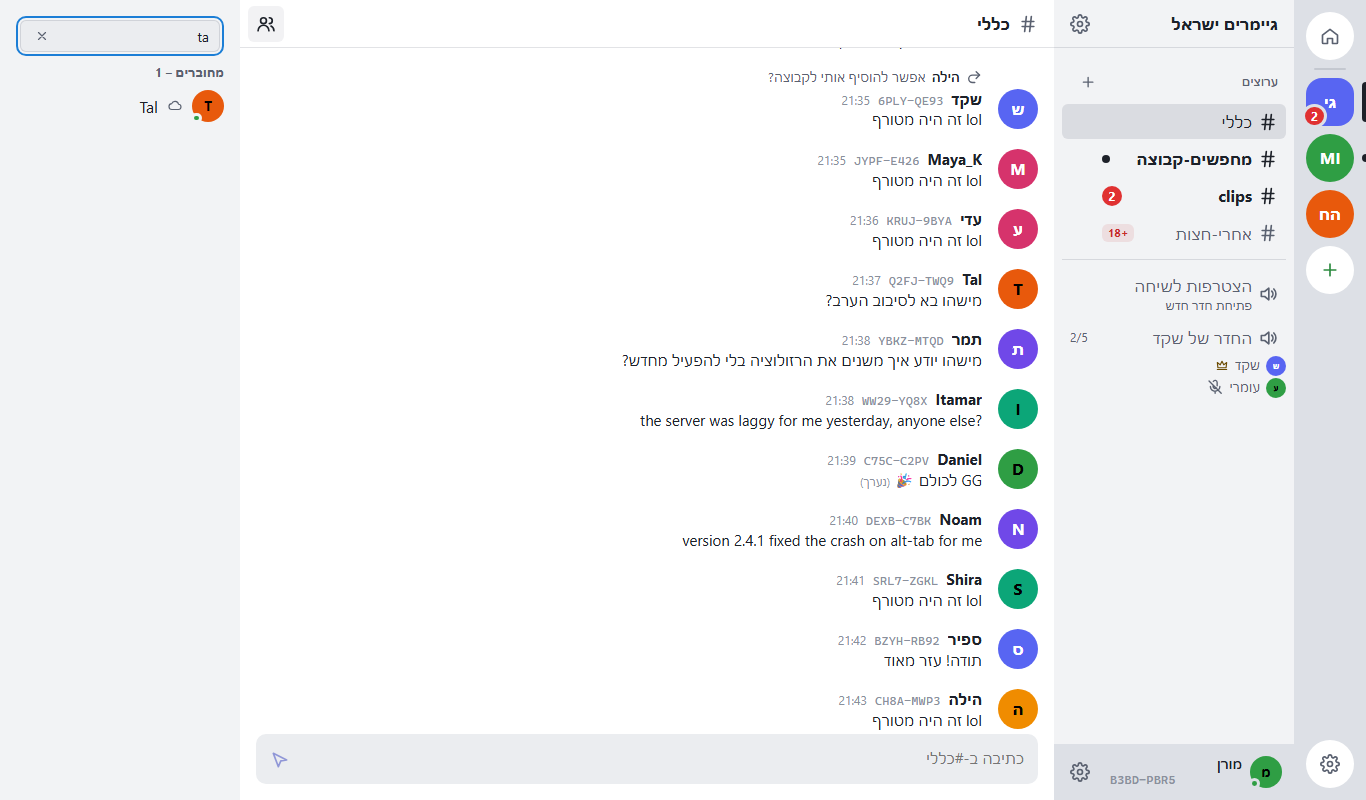 גי
2
MI
הח
גיימרים ישראל
ערוצים
# כללי
# מחפשים-קבוצה
# clips 2
# אחרי-חצות 18+
הצטרפות לשיחה
פתיחת חדר חדש
החדר של שקד 2/5
ש שקד
ע עומרי
מ מורן
B3BD-PBR5
# כללי
הילה אפשר להוסיף אותי לקבוצה?
ש שקד 6PLY-QE93 21:35
lol זה היה מטורף
M Maya_K JYPF-E426 21:35
lol זה היה מטורף
ע עדי KRUJ-9BYA 21:36
lol זה היה מטורף
T Tal Q2FJ-TWQ9 21:37
מישהו בא לסיבוב הערב?
ת תמר YBKZ-MTQD 21:38
מישהו יודע איך משנים את הרזולוציה בלי להפעיל מחדש?
I Itamar WW29-YQ8X 21:38
the server was laggy for me yesterday, anyone else?
D Daniel C75C-C2PV 21:39
GG לכולם 🎉 (נערך)
N Noam DEXB-C7BK 21:40
version 2.4.1 fixed the crash on alt-tab for me
S Shira SRL7-ZGKL 21:41
lol זה היה מטורף
ס ספיר BZYH-RB92 21:42
תודה! עזר מאוד
ה הילה CH8A-MWP3 21:43
lol זה היה מטורף
כתיבה ב-#כללי
ta
מחוברים – 1
T Tal